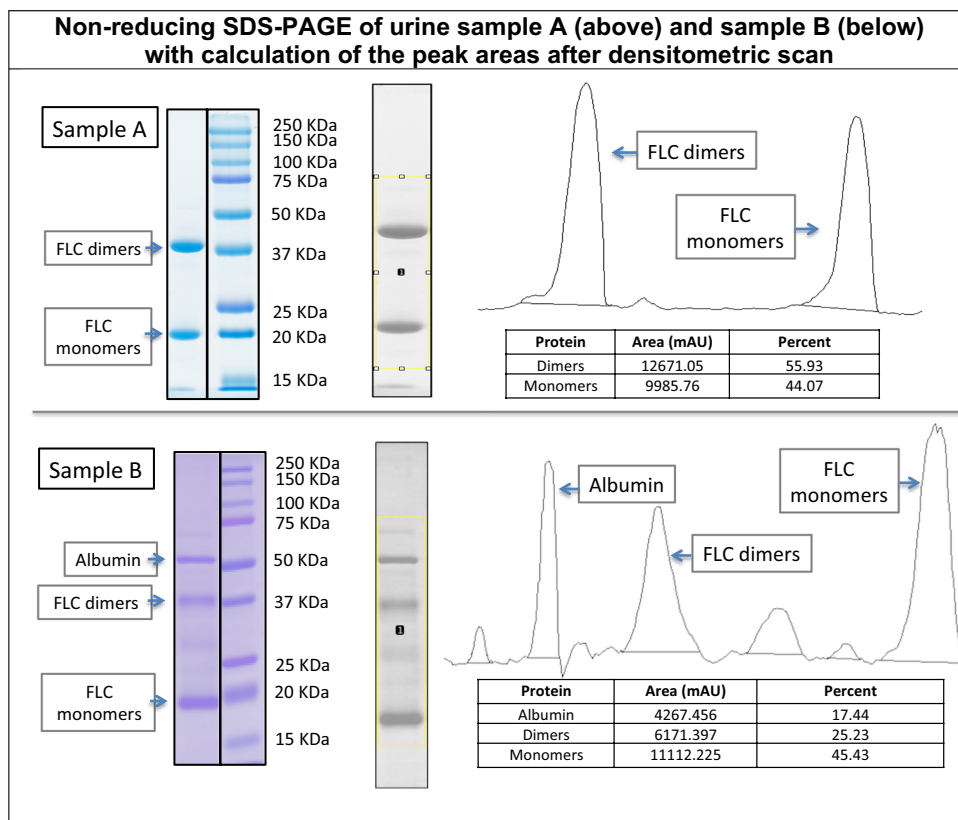 Non-reducing SDS-PAGE of urine sample A (above) and sample B (below)
with calculation of the peak areas after densitometric scan
Sample A
250 KDa
150 KDa
100 KDa
75 KDa
50 KDa
37 KDa
25 KDa
20 KDa
15 KDa
FLC dimers
FLC
monomers
1
FLC dimers
FLC
monomers
Protein Area (mAU) Percent
Dimers 12671.05 55.93
Monomers 9985.76 44.07
Sample B
250 KDa
150 KDa
100 KDa
75 KDa
50 KDa
37 KDa
25 KDa
20 KDa
15 KDa
Albumin
FLC dimers
FLC
monomers
1
Albumin
FLC dimers
FLC
monomers
Protein Area (mAU) Percent
Albumin 4267.456 17.44
Dimers 6171.397 25.23
Monomers 11112.225 45.43